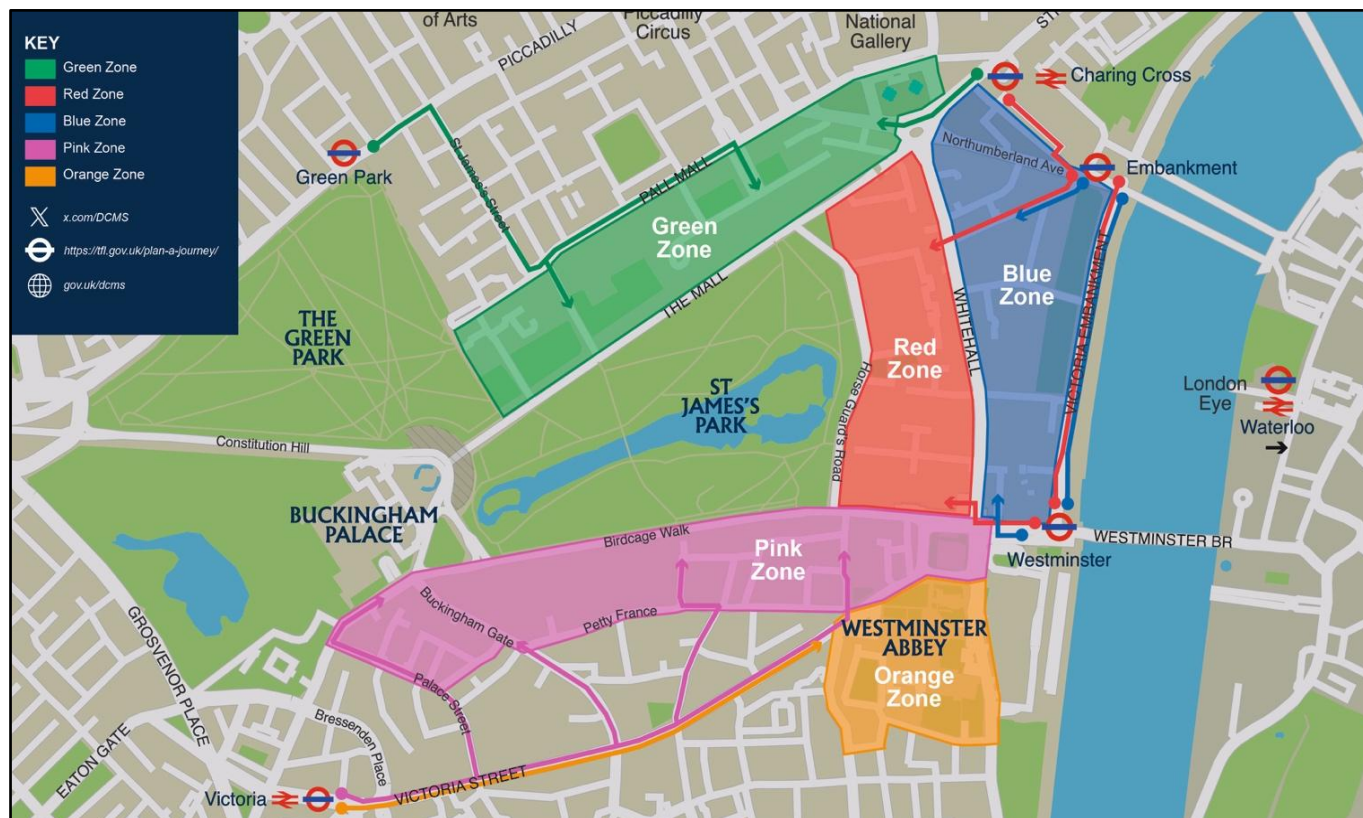 KEY
Green Zone
Red Zone
Blue Zone
Pink Zone
Orange Zone
x.com/DCMS
https://tfl.gov.uk/plan-a-journey/
gov.uk/dcms
of Arts
PICCADILLY
Piccadilly
Circus
National
Gallery
Charing Cross
Green Park
St James's Street
PALL MALL
Northumberland Ave
Embankment
Green
Zone
THE MALL
THE
GREEN
PARK
Blue
Zone
WHITEHALL
VICTORIA EMBANKMENT
Red
Zone
Horse Guard's Road
ST
JAMES'S
PARK
London
Eye
Waterloo
Constitution Hill
BUCKINGHAM
PALACE
Birdcage Walk
Pink
Zone
Westminster
WESTMINSTER BR
Buckingham Gate
Petty France
WESTMINSTER
ABBEY
Orange
Zone
GROSVENOR PLACE
Palace Street
Bressenden Place
EATON GATE
VICTORIA STREET
Victoria